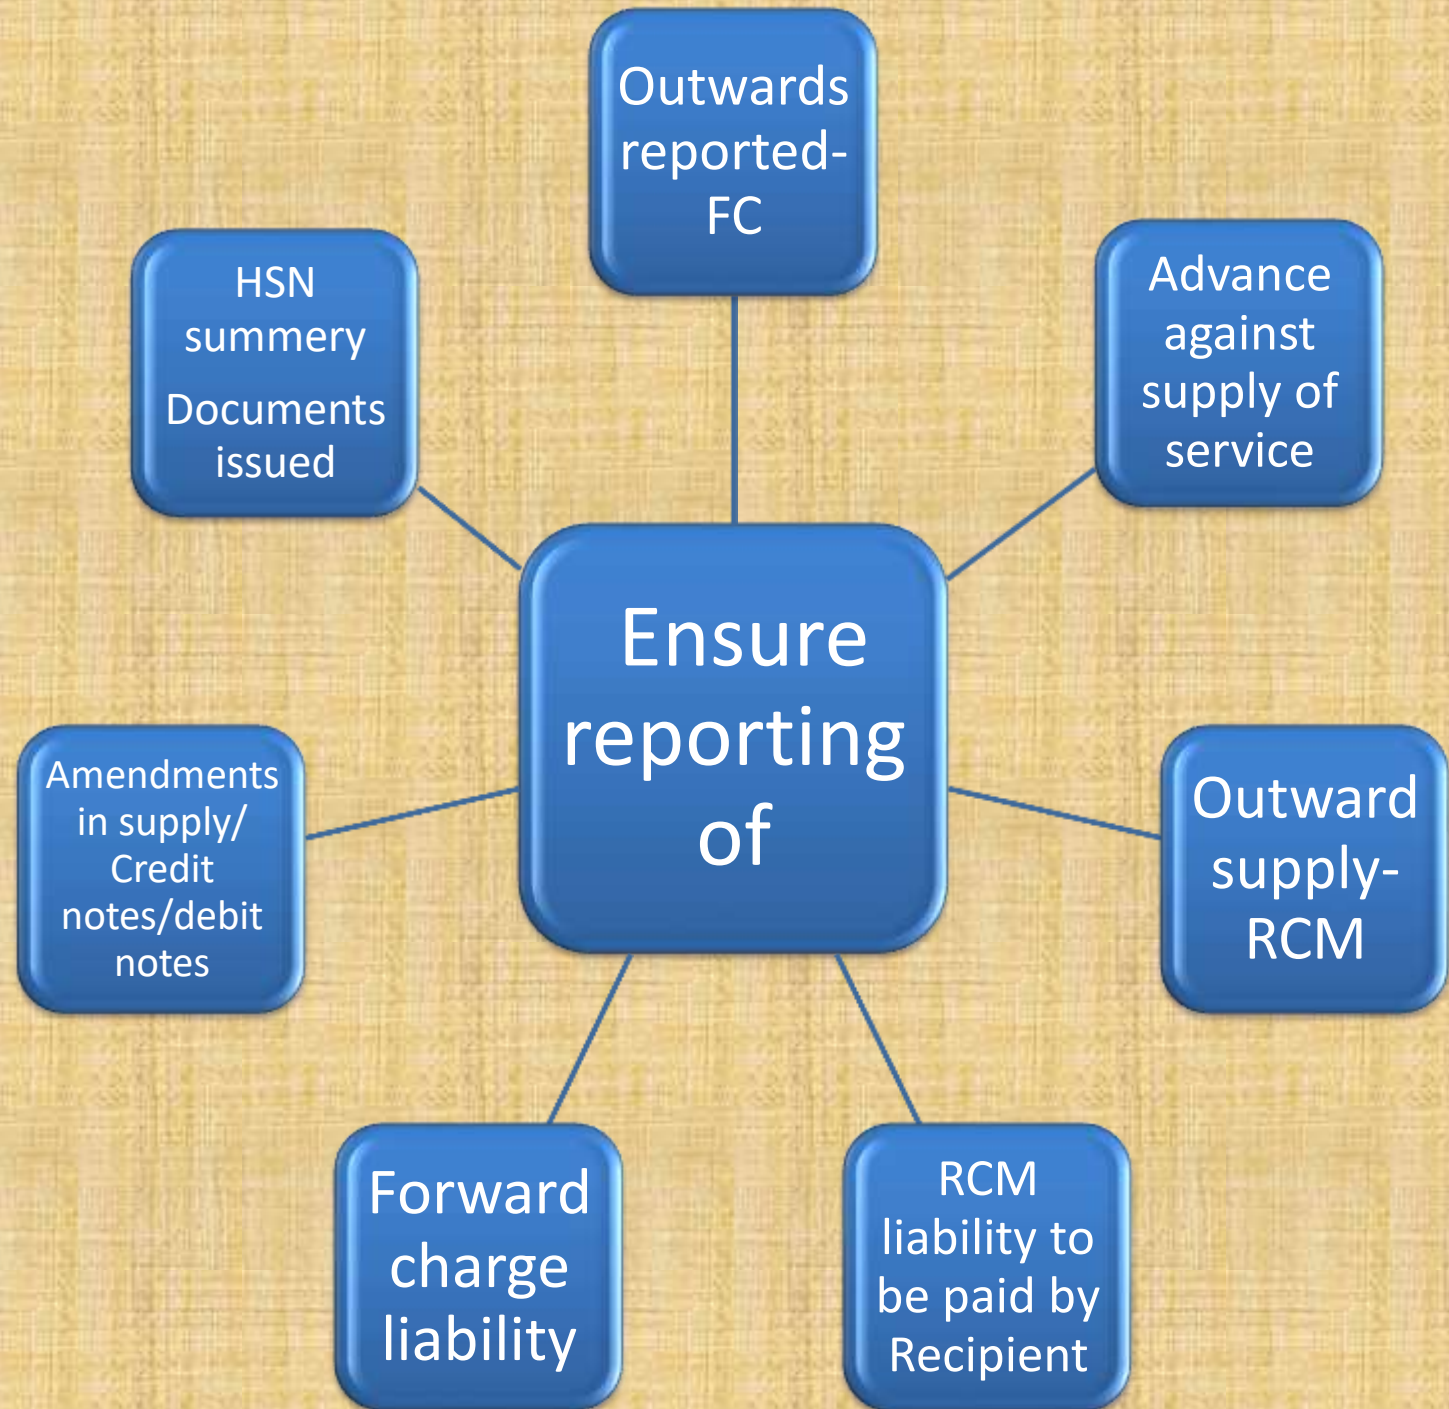 Outwards
reported-
FC
Advance
against
supply of
service
Outward
supply-
RCM
RCM
liability to
be paid by
Recipient
Forward
charge
liability
Amendments
in supply/
Credit
notes/debit
notes
HSN
summery
Documents
issued
Ensure
reporting
of